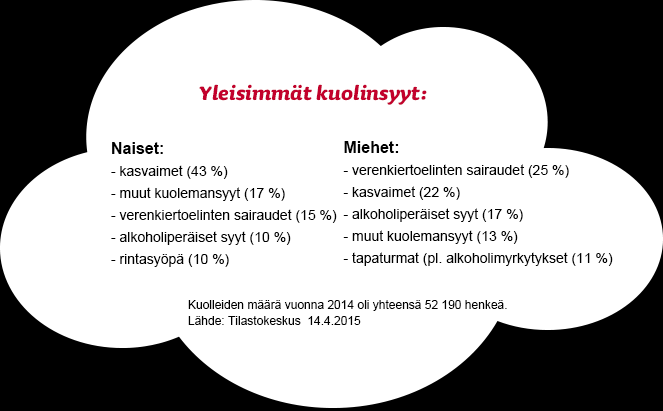 Yleisimmät kuolinsyyt:
Naiset:
- kasvaimet (43 %)
- muut kuolemansyyt (17 %)
- verenkiertoelinten sairaudet (15 %)
- alkoholiperäiset syyt (10 %)
- rintasyöpä (10 %)
Miehet:
- verenkiertoelinten sairaudet (25 %)
- kasvaimet (22 %)
- alkoholiperäiset syyt (17 %)
- muut kuolemansyyt (13 %)
- tapaturmat (pl. alkoholimyrkytykset (11 %)
Kuolleiden määrä vuonna 2014 oli yhteensä 52 190 henkeä.
Lähde: Tilastokeskus 14.4.2015